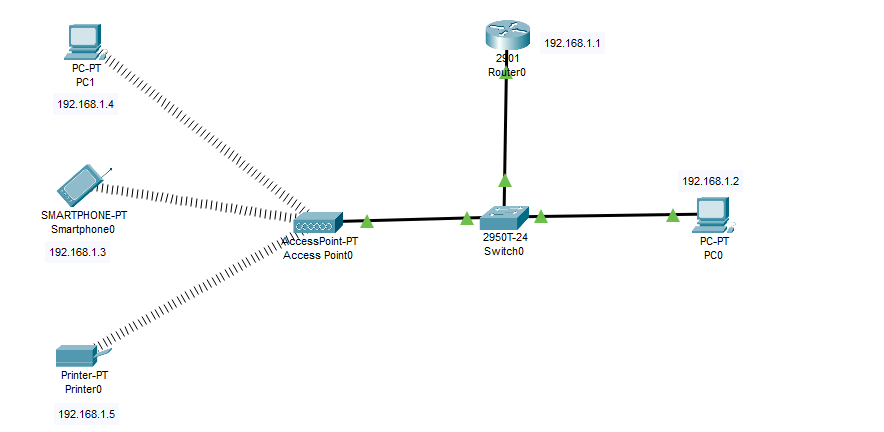 PC-PT
PC1
192.168.1.4
2901
Router0
192.168.1.1
SMARTPHONE-PT
Smartphone0
192.168.1.3
AccessPoint-PT
Access Point0
2950T-24
Switch0
192.168.1.2
PC-PT
PC0
Printer-PT
Printer0
192.168.1.5